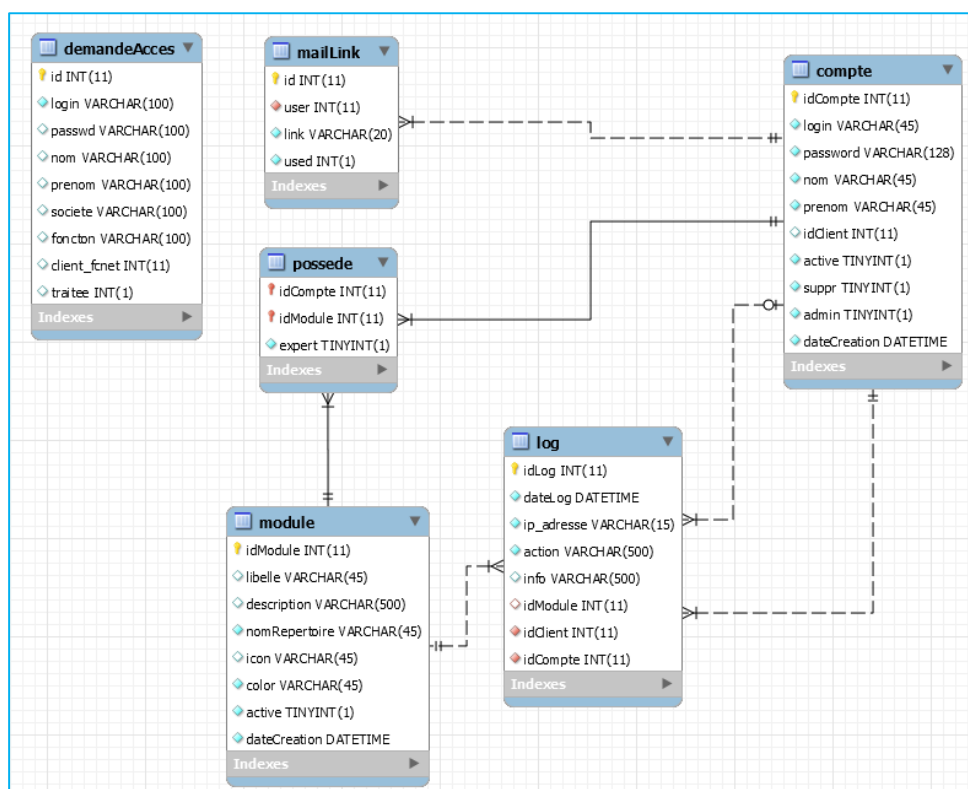 demandeAcces
id INT(11)
login VARCHAR(100)
passwd VARCHAR(100)
nom VARCHAR(100)
prenom VARCHAR(100)
societe VARCHAR(100)
foncton VARCHAR(100)
client_fcnet INT(11)
traitee INT(1)
Indexes
mailLink
id INT(11)
user INT(11)
link VARCHAR(20)
used INT(1)
Indexes
compte
idCompte INT(11)
login VARCHAR(45)
password VARCHAR(128)
nom VARCHAR(45)
prenom VARCHAR(45)
idClient INT(11)
active TINYINT(1)
suppr TINYINT(1)
admin TINYINT(1)
dateCreation DATETIME
Indexes
possede
idCompte INT(11)
idModule INT(11)
expert TINYINT(1)
Indexes
log
idLog INT(11)
dateLog DATETIME
ip_adresse VARCHAR(15)
action VARCHAR(500)
info VARCHAR(500)
idModule INT(11)
idClient INT(11)
idCompte INT(11)
Indexes
module
idModule INT(11)
libelle VARCHAR(45)
description VARCHAR(500)
nomRepertoire VARCHAR(45)
icon VARCHAR(45)
color VARCHAR(45)
active TINYINT(1)
dateCreation DATETIME
Indexes